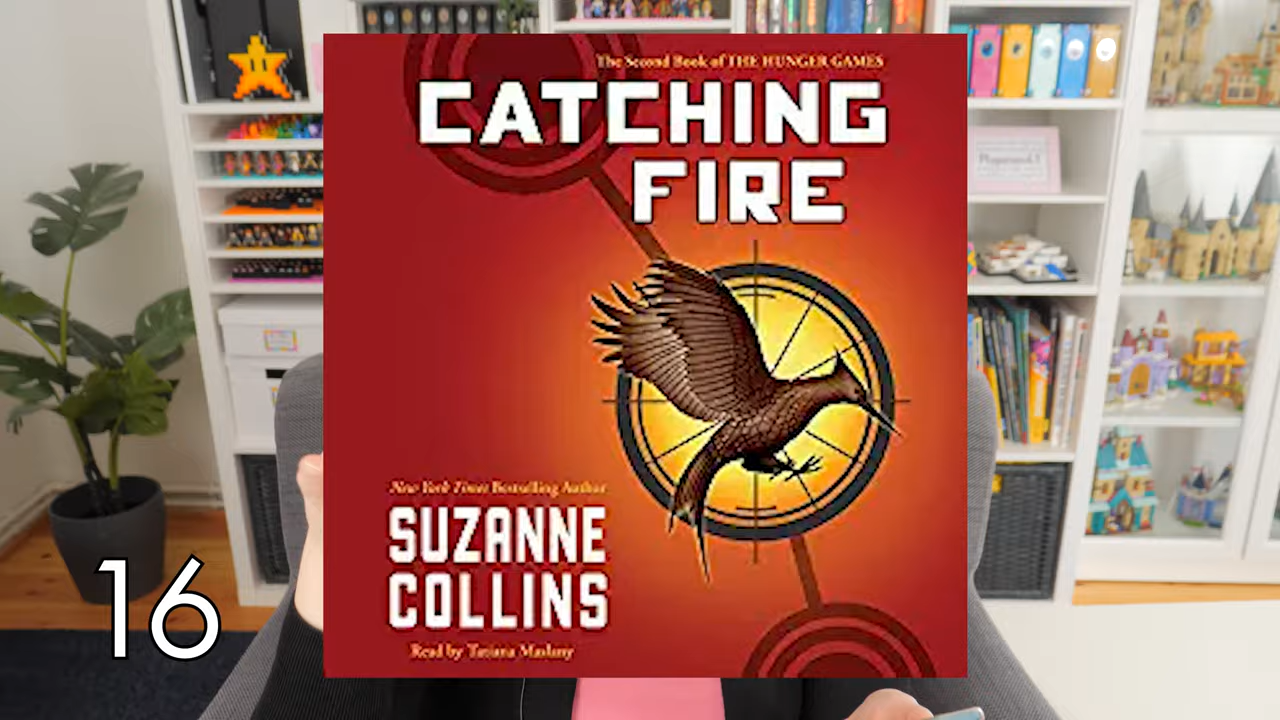 The Second Book of THE HUNGER GAMES
CATCHING
FIRE
New York Times Bestselling Author
SUZANNE
COLLINS
Read by Tatiana Maslany
16